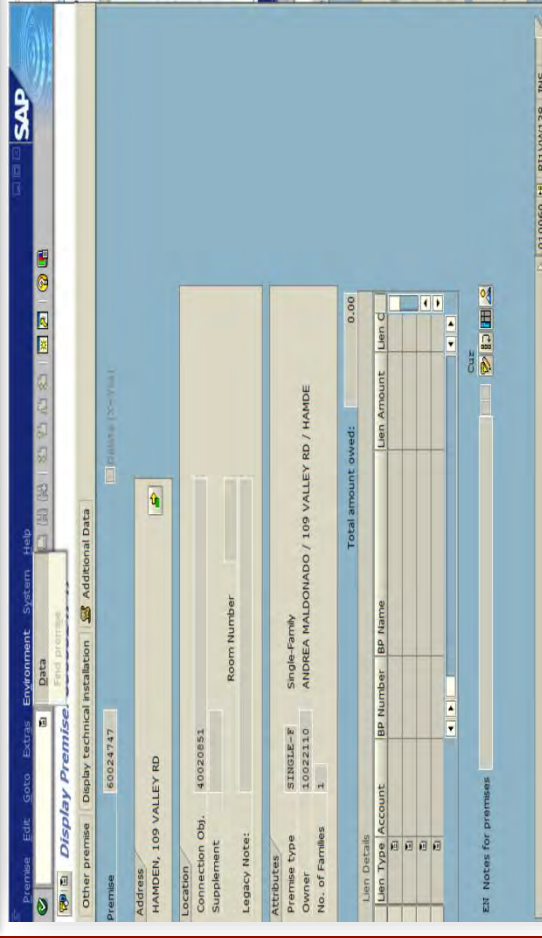 Premise Edit Goto Extras Environment System Help
SAP
Data
Find premise
Display Premise:
Other premise Display technical installation Additional Data
Premise 60024747 Delete (X=Yes)
Address
HAMDEN, 109 VALLEY RD
Location
Connection Obj. 40020851
Supplement Room Number
Legacy Note:
Attributes
Premise type SINGLE-F Single-Family
Owner 10022110 ANDREA MALDONADO / 109 VALLEY RD / HAMDE
No. of Families 1
Total amount owed: 0.00
Lien Details
Lien Type Account BP Number BP Name Lien Amount Lien C
Cur
EN Notes for premises